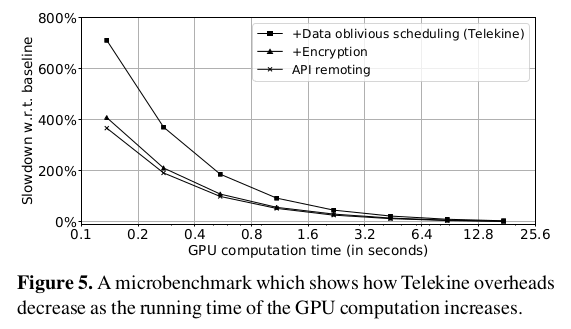 800%
600%
400%
200%
0%
Slowdown w.r.t. baseline
+Data oblivious scheduling (Telekine)
+Encryption
API remoting
0.1 0.2 0.4 0.8 1.6 3.2 6.4 12.8 25.6
GPU computation time (in seconds)
Figure 5. A microbenchmark which shows how Telekine overheads
decrease as the running time of the GPU computation increases.